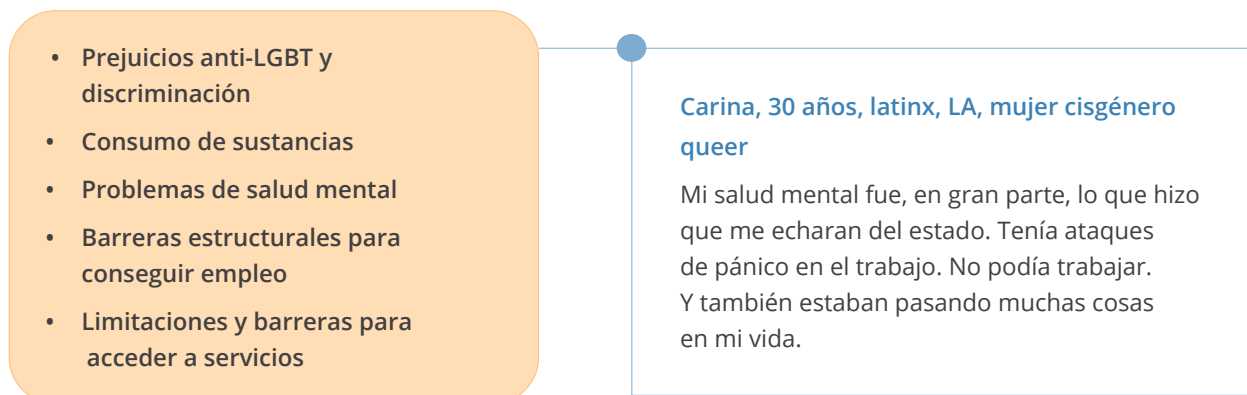 • Prejuicios anti-LGBT y
discriminación
• Consumo de sustancias
• Problemas de salud mental
• Barreras estructurales para
conseguir empleo
• Limitaciones y barreras para
acceder a servicios
Carina, 30 años, latinx, LA, mujer cisgénero
queer
Mi salud mental fue, en gran parte, lo que hizo
que me echaran del estado. Tenía ataques
de pánico en el trabajo. No podía trabajar.
Y también estaban pasando muchas cosas
en mi vida.